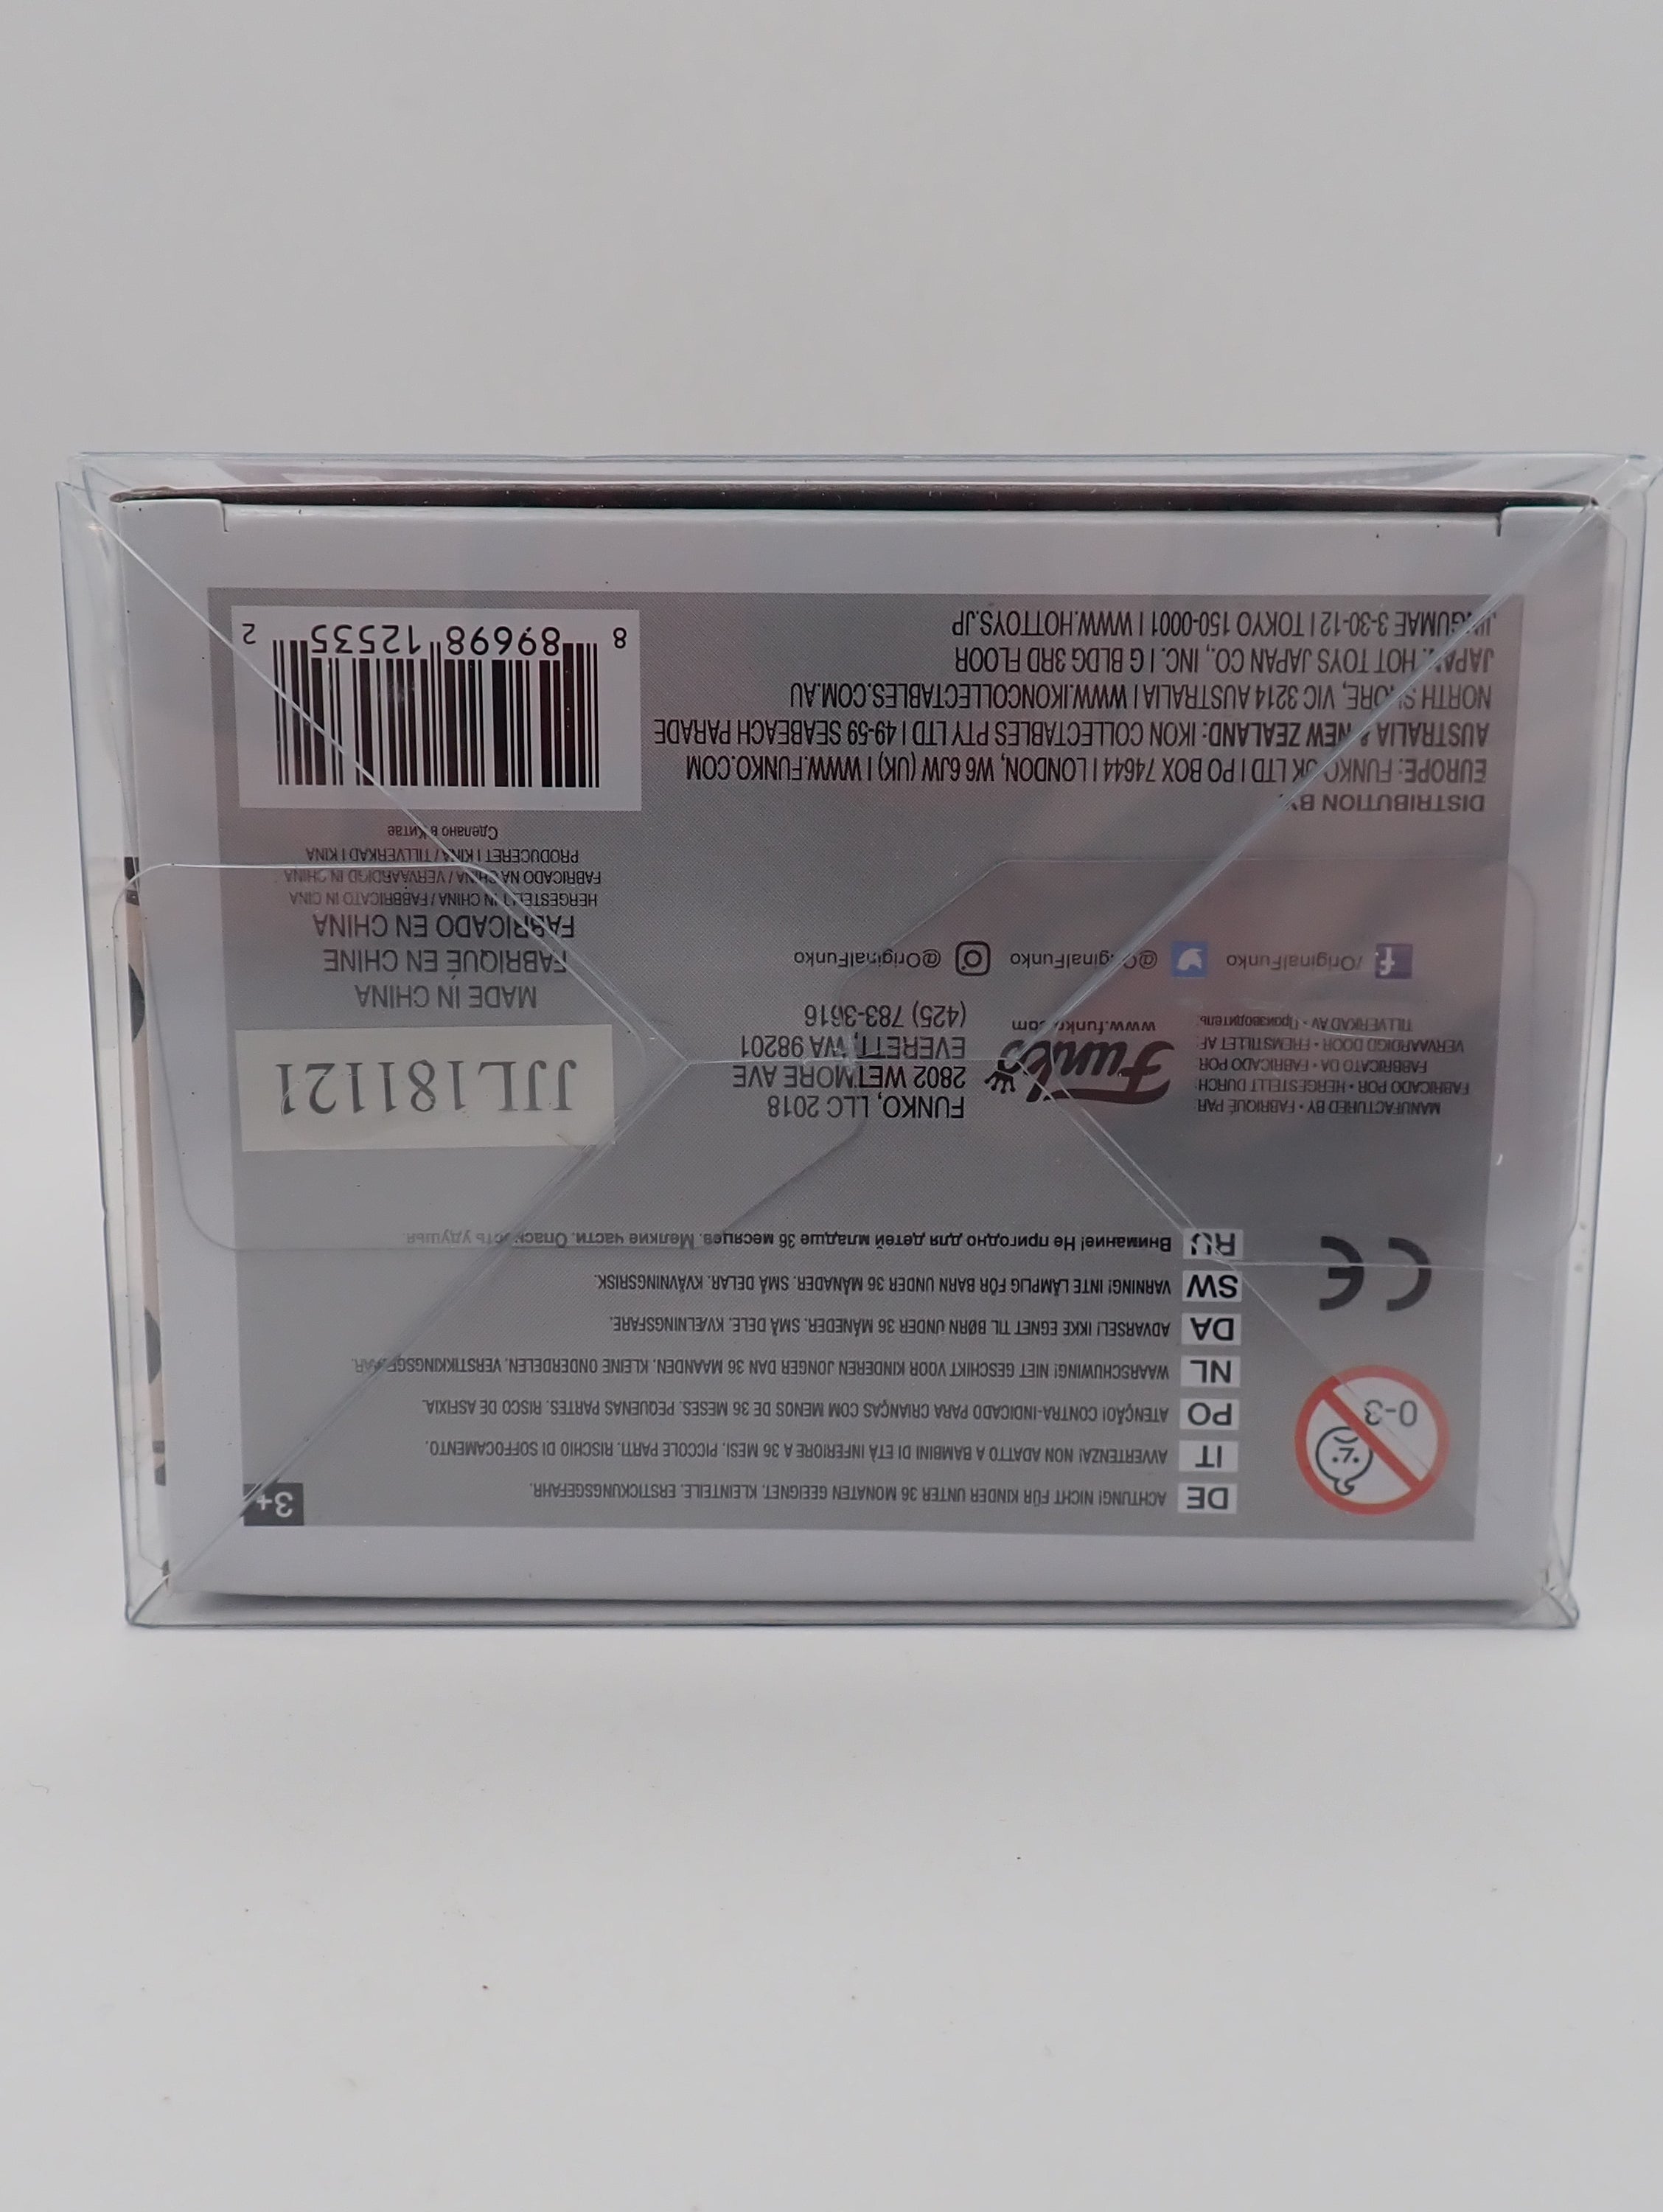 3+
DE ACHTUNG! NICHT FÜR KINDER UNTER 36 MONATEN GEEIGNET. KLEINTEILE. ERSTICKUNGSGEFAHR.
IT AVVERTENZA! NON ADATTO A BAMBINI DI ETÀ INFERIORE A 36 MESI. PICCOLE PARTI. RISCHIO DI SOFFOCAMENTO.
PO ATENÇÃO! CONTRA-INDICADO PARA CRIANÇAS COM MENOS DE 36 MESES. PEQUENAS PARTES. RISCO DE ASFIXIA.
NL WAARSCHUWING! NIET GESCHIKT VOOR KINDEREN JONGER DAN 36 MAANDEN. KLEINE ONDERDELEN. VERSTIKKINGSGEVAAR.
DA ADVARSEL! IKKE EGNET TIL BØRN UNDER 36 MÅNEDER. SMÅ DELE. KVÆLNINGSFARE.
SW VARNING! INTE LÄMPLIG FÖR BARN UNDER 36 MÅNADER. SMÅ DELAR. KVÄVNINGSRISK.
RU Внимание! Не пригодно для детей младше 36 месяцев. Мелкие части. Опасность удушья
0-3
CE
MANUFACTURED BY • FABRIQUÉ PAR:
FABRICADO POR • HERGESTELLT DURCH:
FABBRICATO DA • FABRICADO POR:
VERVAARDIGD DOOR • FREMSTILLET AF:
TILLVERKAD AV • Производитель:
Funko
www.funko.com
FUNKO, LLC 2018
2802 WETMORE AVE
EVERETT, WA 98201
(425) 783-3616
/OriginalFunko @OriginalFunko @OriginalFunko
JJL181121
MADE IN CHINA
FABRIQUÉ EN CHINE
FABRICADO EN CHINA
HERGESTELLT IN CHINA / FABBRICATO IN CINA
FABRICADO NA CHINA / VERVAARDIGD IN CHINA
PRODUCERET I KINA / TILLVERKAD I KINA
Сделано в Китае
DISTRIBUTION BY:
EUROPE: FUNKO UK LTD | PO BOX 74644 | LONDON, W6 6JW (UK) | WWW.FUNKO.COM
AUSTRALIA & NEW ZEALAND: IKON COLLECTABLES PTY LTD | 49-59 SEABEACH PARADE
NORTH SHORE, VIC 3214 AUSTRALIA | WWW.IKONCOLLECTABLES.COM.AU
JAPAN: HOT TOYS JAPAN CO., INC. | G BLDG 3RD FLOOR
JINGUMAE 3-30-12 | TOKYO 150-0001 | WWW.HOTTOYS.JP
8 89698 12535 2